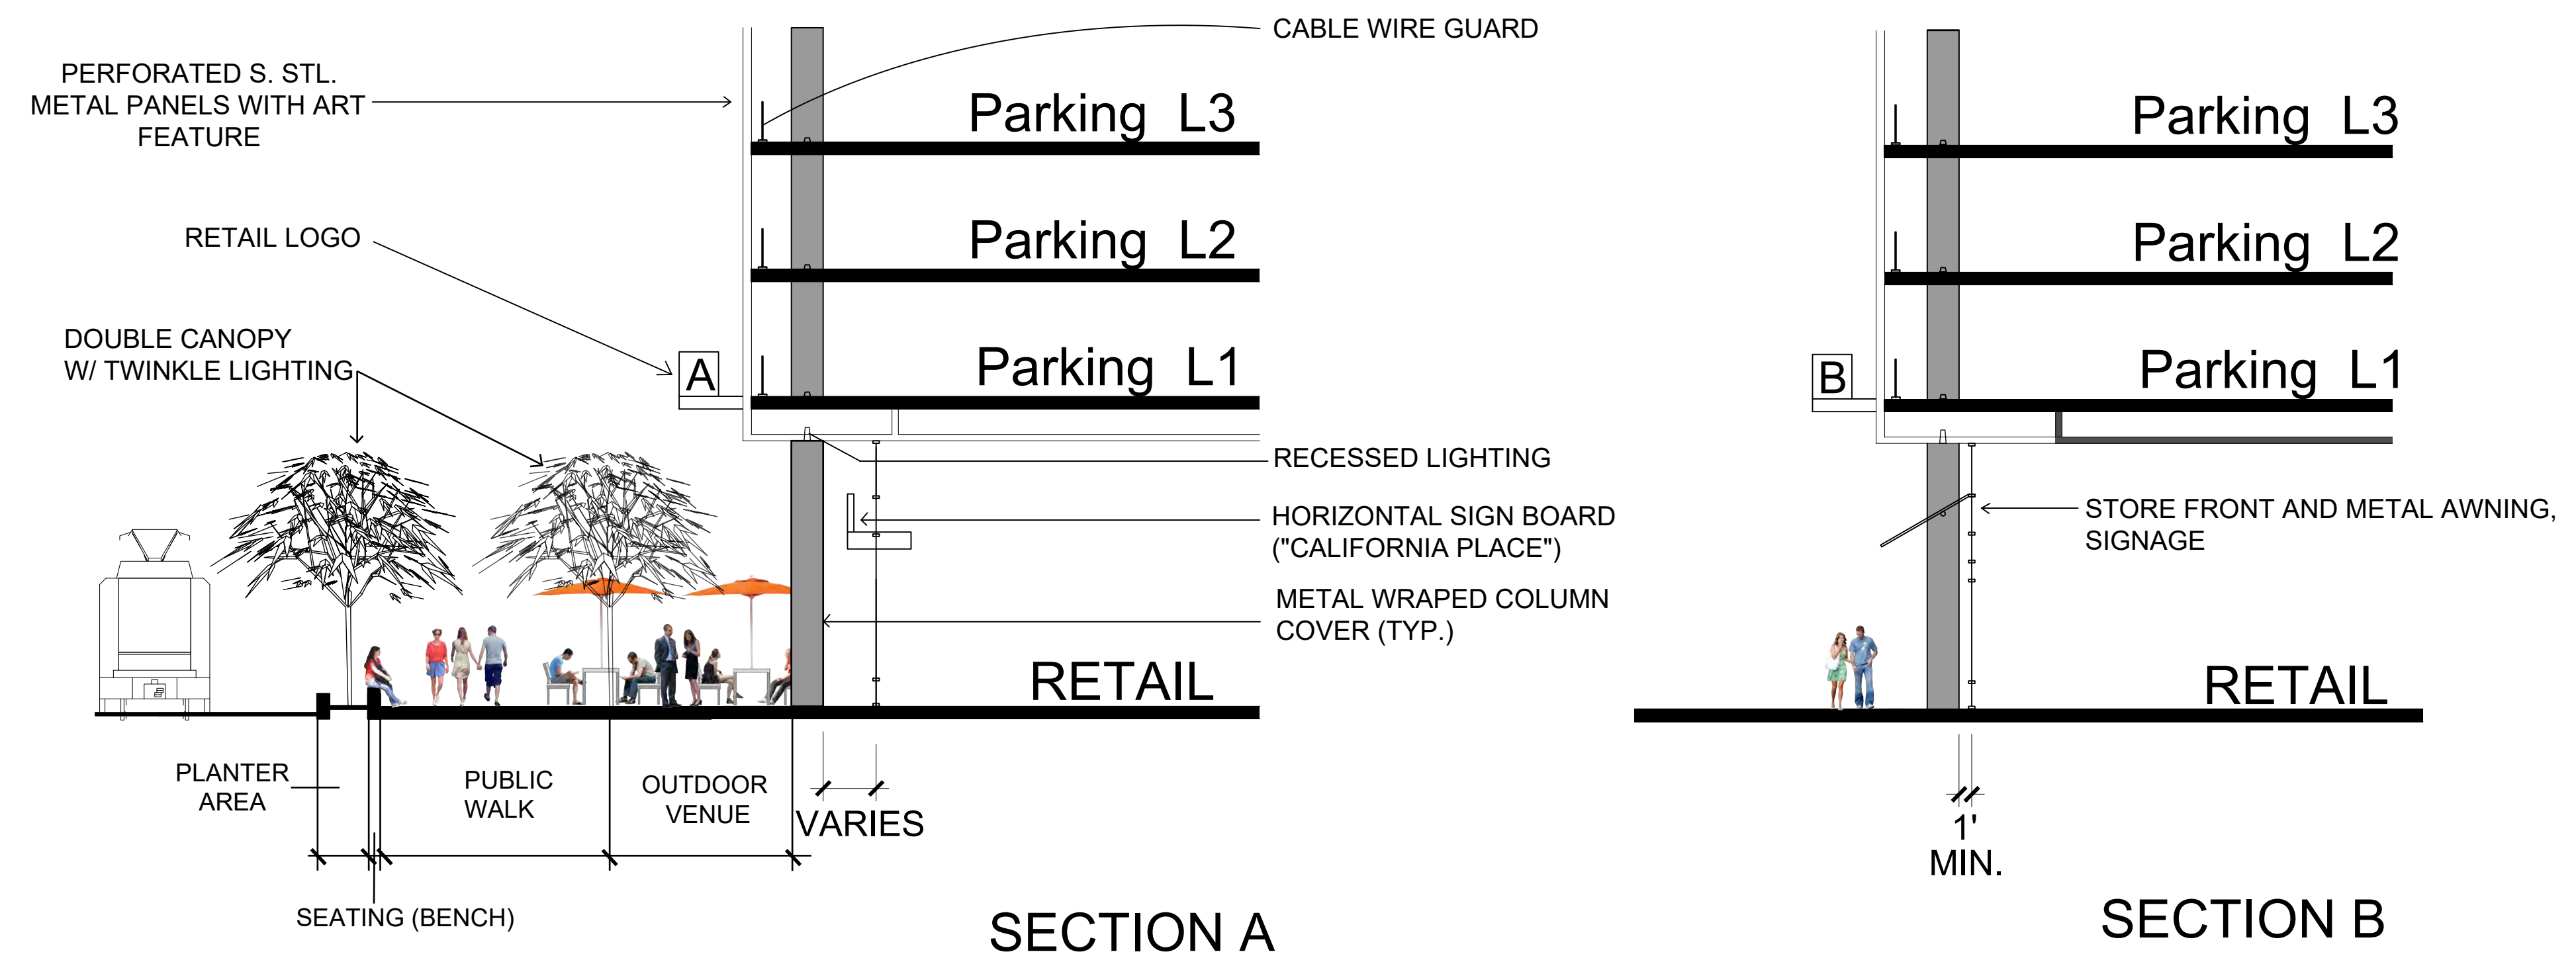 PERFORATED S. STL.
METAL PANELS WITH ART
FEATURE
CABLE WIRE GUARD
Parking L3
RETAIL LOGO
Parking L2
DOUBLE CANOPY
W/ TWINKLE LIGHTING
A
Parking L1
RECESSED LIGHTING
HORIZONTAL SIGN BOARD
("CALIFORNIA PLACE")
METAL WRAPED COLUMN
COVER (TYP.)
RETAIL
PLANTER
AREA
PUBLIC
WALK
OUTDOOR
VENUE
VARIES
SEATING (BENCH)
SECTION A
Parking L3
Parking L2
B
Parking L1
STORE FRONT AND METAL AWNING,
SIGNAGE
RETAIL
1'
MIN.
SECTION B